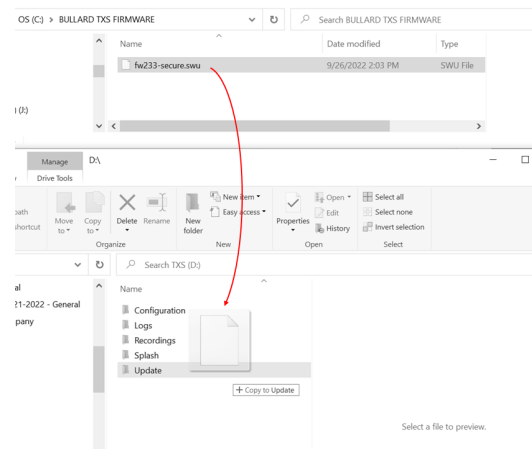 OS (C:) > BULLARD TXS FIRMWARE
Search BULLARD TXS FIRMWARE
Name
Date modified
Type
fw233-secure.swu
9/26/2022 2:03 PM
SWU File
) (J:)
Manage
D:\
Drive Tools
Move to
Copy to
Delete
Rename
New folder
New item
Easy access
Properties
Open
Edit
History
Select all
Select none
Invert selection
path
shortcut
Organize
New
Open
Select
Search TXS (D:)
al
21-2022 - General
pany
Name
Configuration
Logs
Recordings
Splash
Update
+ Copy to Update
Select a file to preview.